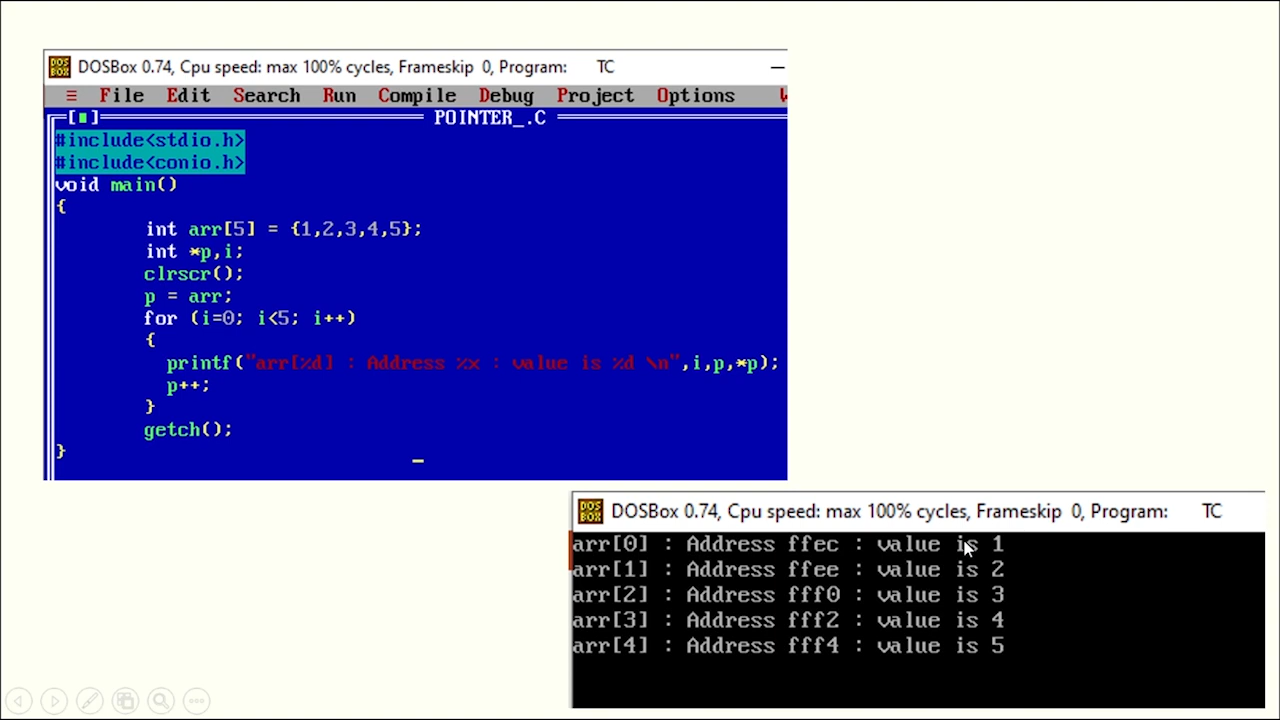 DOSBox 0.74, Cpu speed: max 100% cycles, Frameskip 0, Program: TC
≡ File Edit Search Run Compile Debug Project Options
POINTER_.C
#include<stdio.h>
#include<conio.h>
void main()
{
int arr[5] = {1,2,3,4,5};
int *p,i;
clrscr();
p = arr;
for (i=0; i<5; i++)
{
printf("arr[%d] : Address %x : value is %d \n",i,p,*p);
p++;
}
getch();
}
DOSBox 0.74, Cpu speed: max 100% cycles, Frameskip 0, Program: TC
arr[0] : Address ffec : value is 1
arr[1] : Address ffee : value is 2
arr[2] : Address fff0 : value is 3
arr[3] : Address fff2 : value is 4
arr[4] : Address fff4 : value is 5